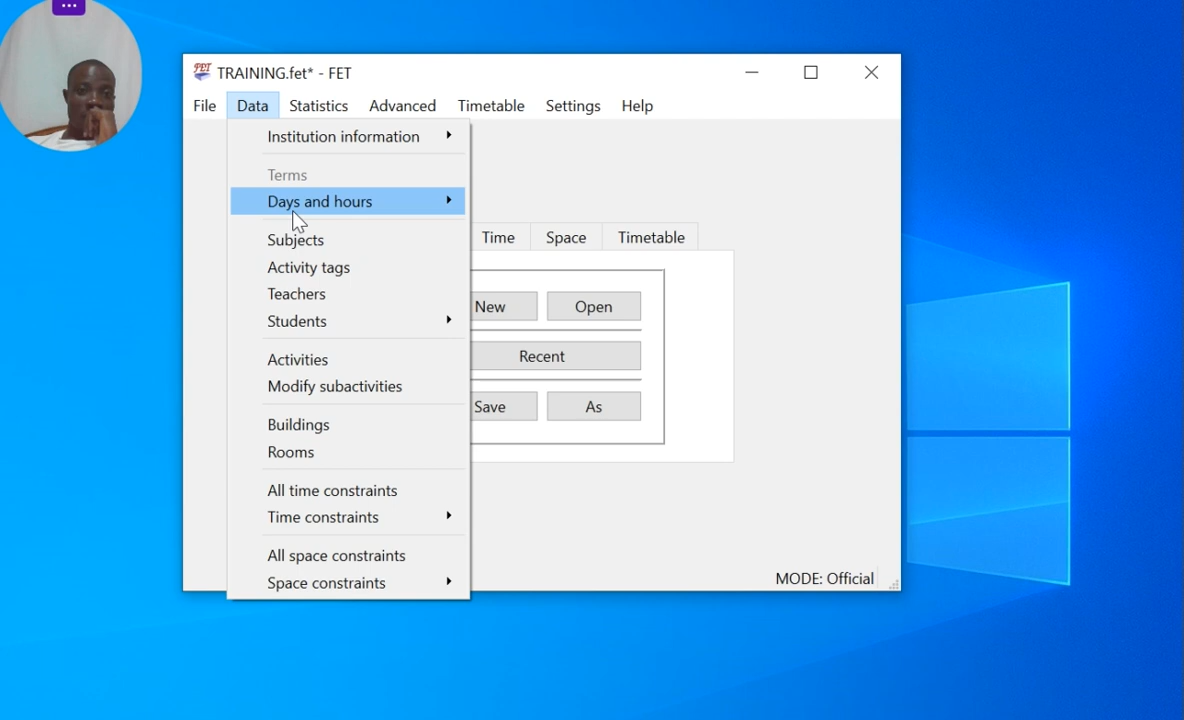 TRAINING.fet* - FET
File Data Statistics Advanced Timetable Settings Help
Institution information
Terms
Days and hours
Subjects
Activity tags
Teachers
Students
Activities
Modify subactivities
Buildings
Rooms
All time constraints
Time constraints
All space constraints
Space constraints
Time Space Timetable
New Open
Recent
Save As
MODE: Official